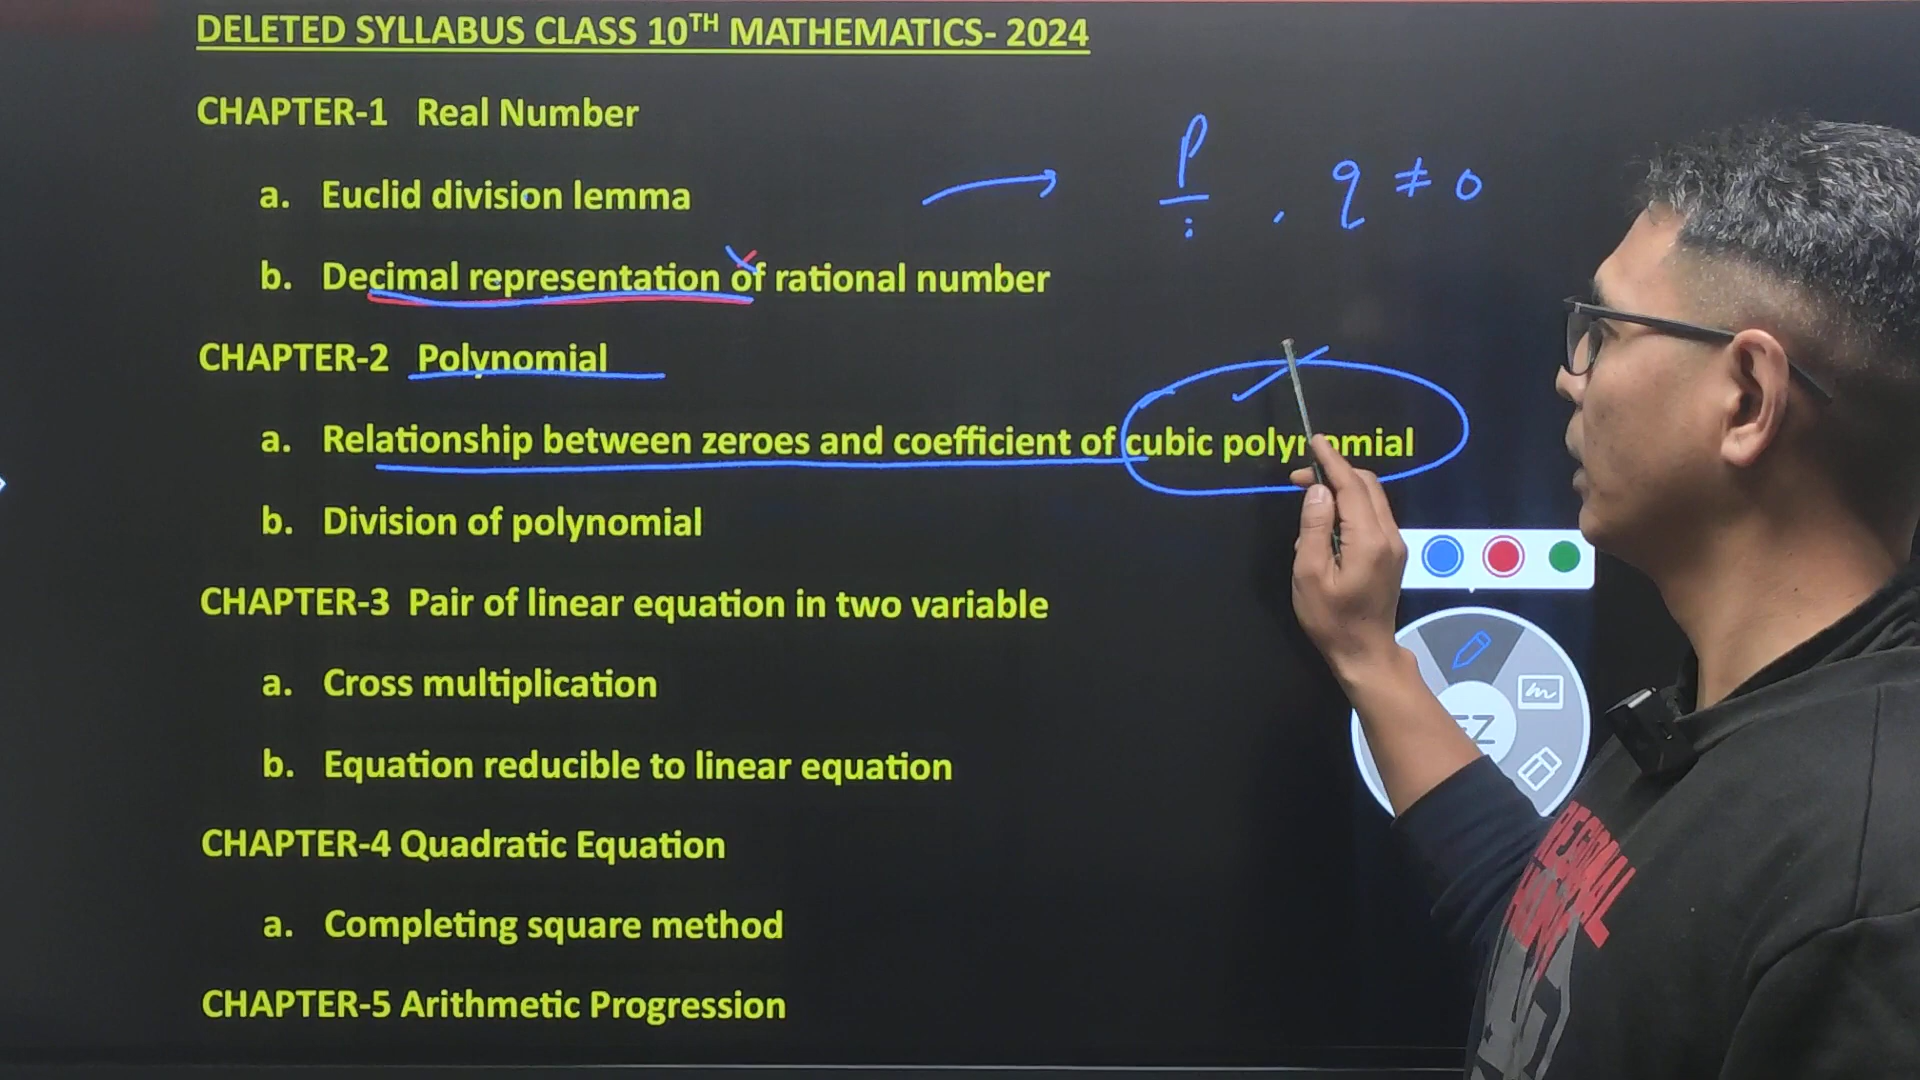 DELETED SYLLABUS CLASS 10TH MATHEMATICS- 2024
CHAPTER-1 Real Number
a. Euclid division lemma
p
, q ≠ 0
b. Decimal representation of rational number
CHAPTER-2 Polynomial
a. Relationship between zeroes and coefficient of cubic polynomial
b. Division of polynomial
CHAPTER-3 Pair of linear equation in two variable
a. Cross multiplication
b. Equation reducible to linear equation
CHAPTER-4 Quadratic Equation
a. Completing square method
CHAPTER-5 Arithmetic Progression